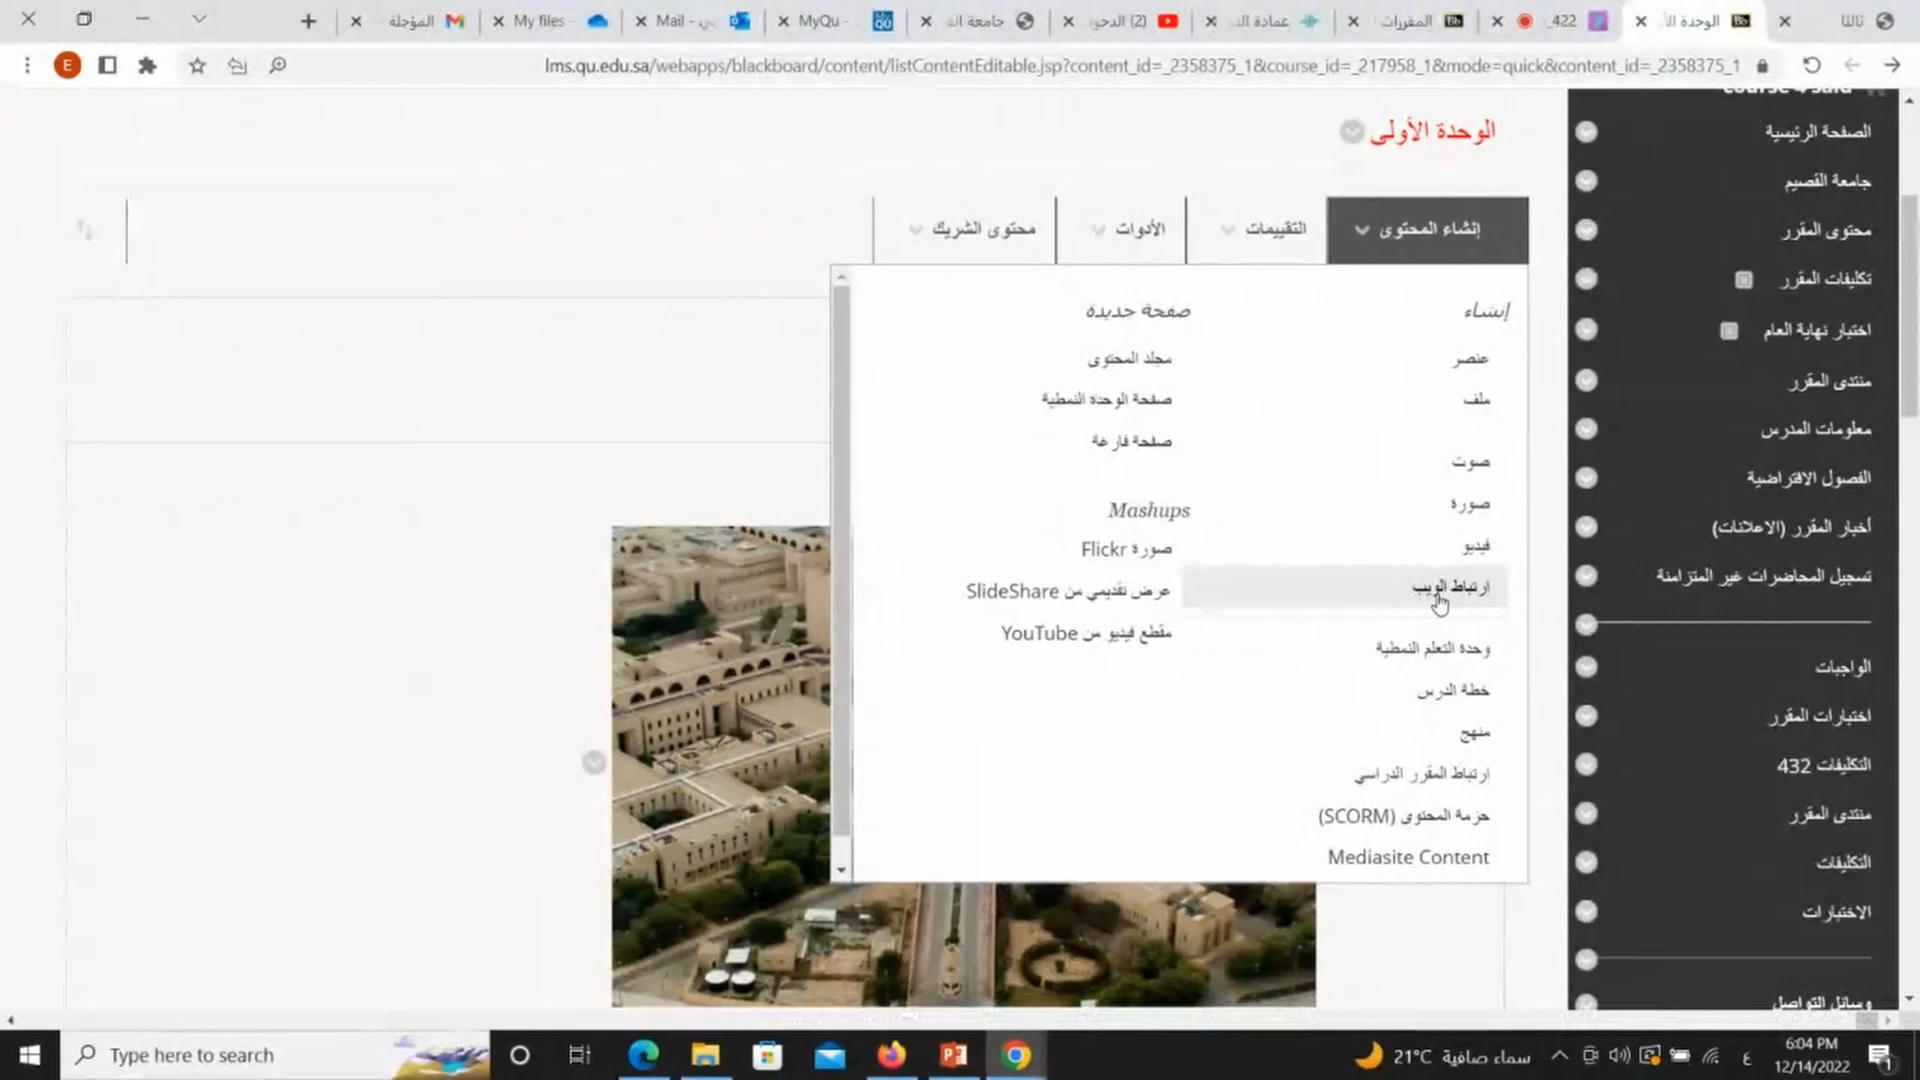 المؤجلة -
My files -
Mail -
MyQu -
جامعة
(2) الدحو
عمادة
المقررات
422_
الوحدة الأ
تالتا
lms.qu.edu.sa/webapps/blackboard/content/listContentEditable.jsp?content_id=_2358375_1&course_id=_217958_1&mode=quick&content_id=_2358375_1
E
course 4 said
الصفحة الرئيسية
جامعة القصيم
محتوى المقرر
تكليفات المقرر
اختبار نهاية العام
منتدى المقرر
معلومات المدرس
الفصول الافتراضية
أخبار المقرر (الاعلانات)
تسجيل المحاضرات غير المتزامنة
الواجبات
اختبارات المقرر
التكليفات 432
منتدى المقرر
التكليفات
الاختبارات
وسائل التواصل
الوحدة الأولى
إنشاء المحتوى
التقييمات
الأدوات
محتوى الشريك
إنشاء
عنصر
ملف
صوت
صورة
فيديو
ارتباط الويب
وحدة التعلم النمطية
خطة الدرس
منهج
ارتباط المقرر الدراسي
حزمة المحتوى (SCORM)
Mediasite Content
صفحة جديدة
مجلد المحتوى
صفحة الوحدة النمطية
صفحة فارغة
Mashups
صورة Flickr
عرض تقديمي من SlideShare
مقطع فيديو من YouTube
Type here to search
21°C سماء صافية
ع
6:04 PM
12/14/2022
1